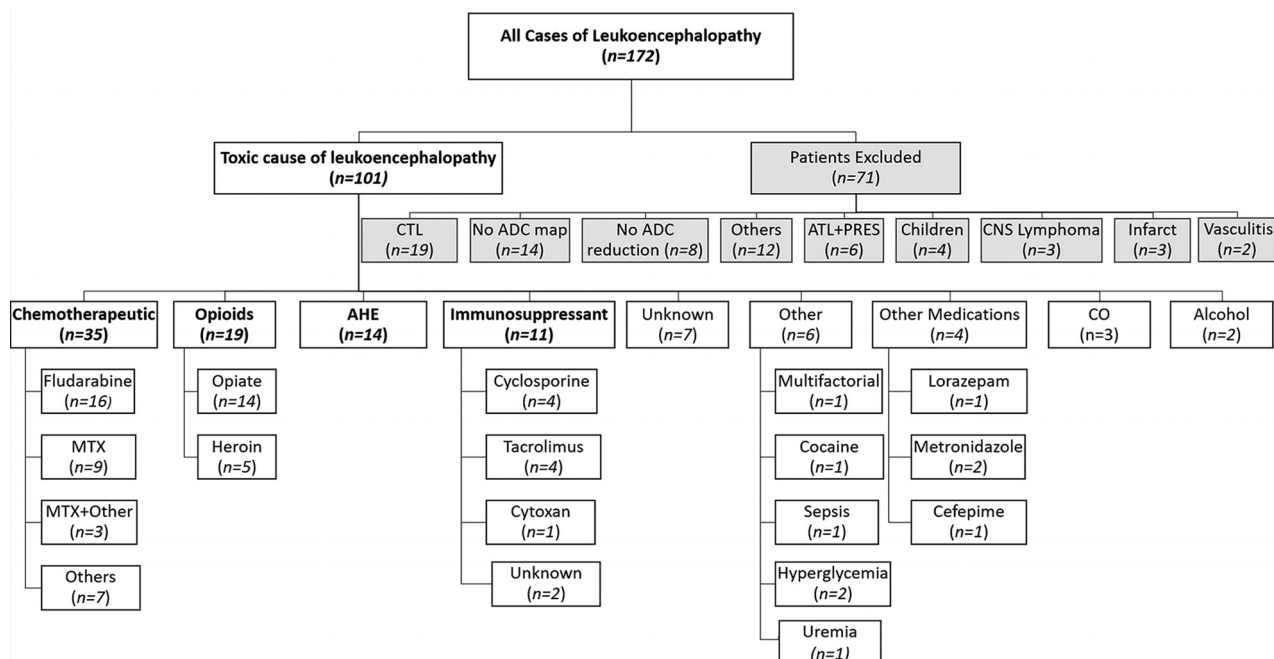 All Cases of Leukoencephalopathy
(n=172)
Toxic cause of leukoencephalopathy
(n=101)
Patients Excluded
(n=71)
CTL
(n=19)
No ADC map
(n=14)
No ADC
reduction (n=8)
Others
(n=12)
ATL+PRES
(n=6)
Children
(n=4)
CNS Lymphoma
(n=3)
Infarct
(n=3)
Vasculitis
(n=2)
Chemotherapeutic
(n=35)
Opioids
(n=19)
AHE
(n=14)
Immunosuppressant
(n=11)
Unknown
(n=7)
Other
(n=6)
Other Medications
(n=4)
CO
(n=3)
Alcohol
(n=2)
Fludarabine
(n=16)
MTX
(n=9)
MTX+Other
(n=3)
Others
(n=7)
Opiate
(n=14)
Heroin
(n=5)
Cyclosporine
(n=4)
Tacrolimus
(n=4)
Cytoxan
(n=1)
Unknown
(n=2)
Multifactorial
(n=1)
Cocaine
(n=1)
Sepsis
(n=1)
Hyperglycemia
(n=2)
Uremia
(n=1)
Lorazepam
(n=1)
Metronidazole
(n=2)
Cefepime
(n=1)